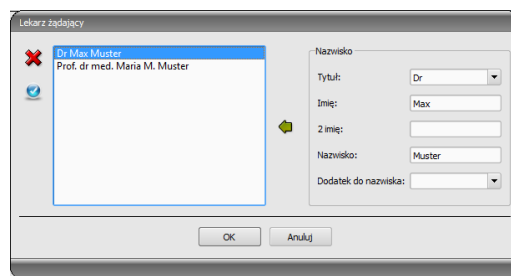 Lekarz żądający
Dr Max Muster
Prof. dr med. Maria M. Muster
Nazwisko
Tytuł: Dr
Imię: Max
2 imię:
Nazwisko: Muster
Dodatek do nazwiska:
OK Anuluj